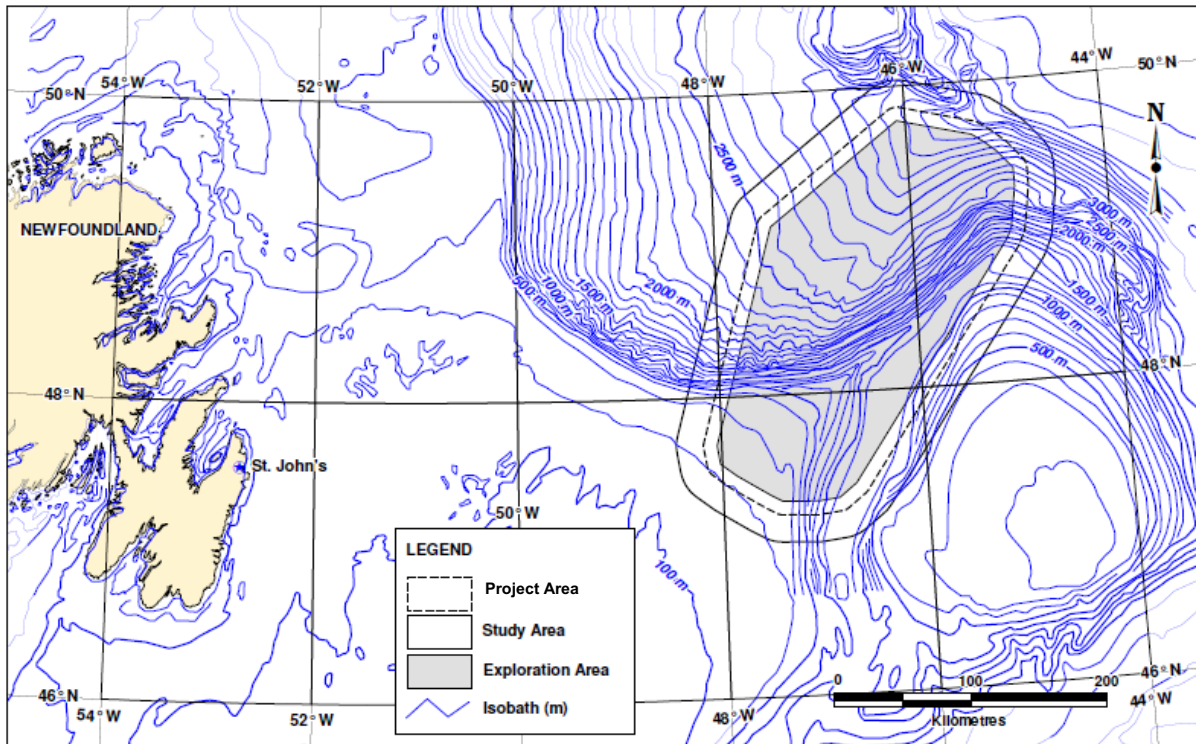 54° W
52° W
50° W
48° W
46° W
44° W
50° N
50° N
N
2500 m
NEWFOUNDLAND
3000 m
2500 m
2000 m
500 m
1000 m
1500 m
2000 m
1500 m
1000 m
500 m
48° N
48° N
St. John's
50° W
100 m
LEGEND
Project Area
Study Area
Exploration Area
Isobath (m)
46° N
46° N
0 100 200
Kilometres
54° W
52° W
48° W
44° W